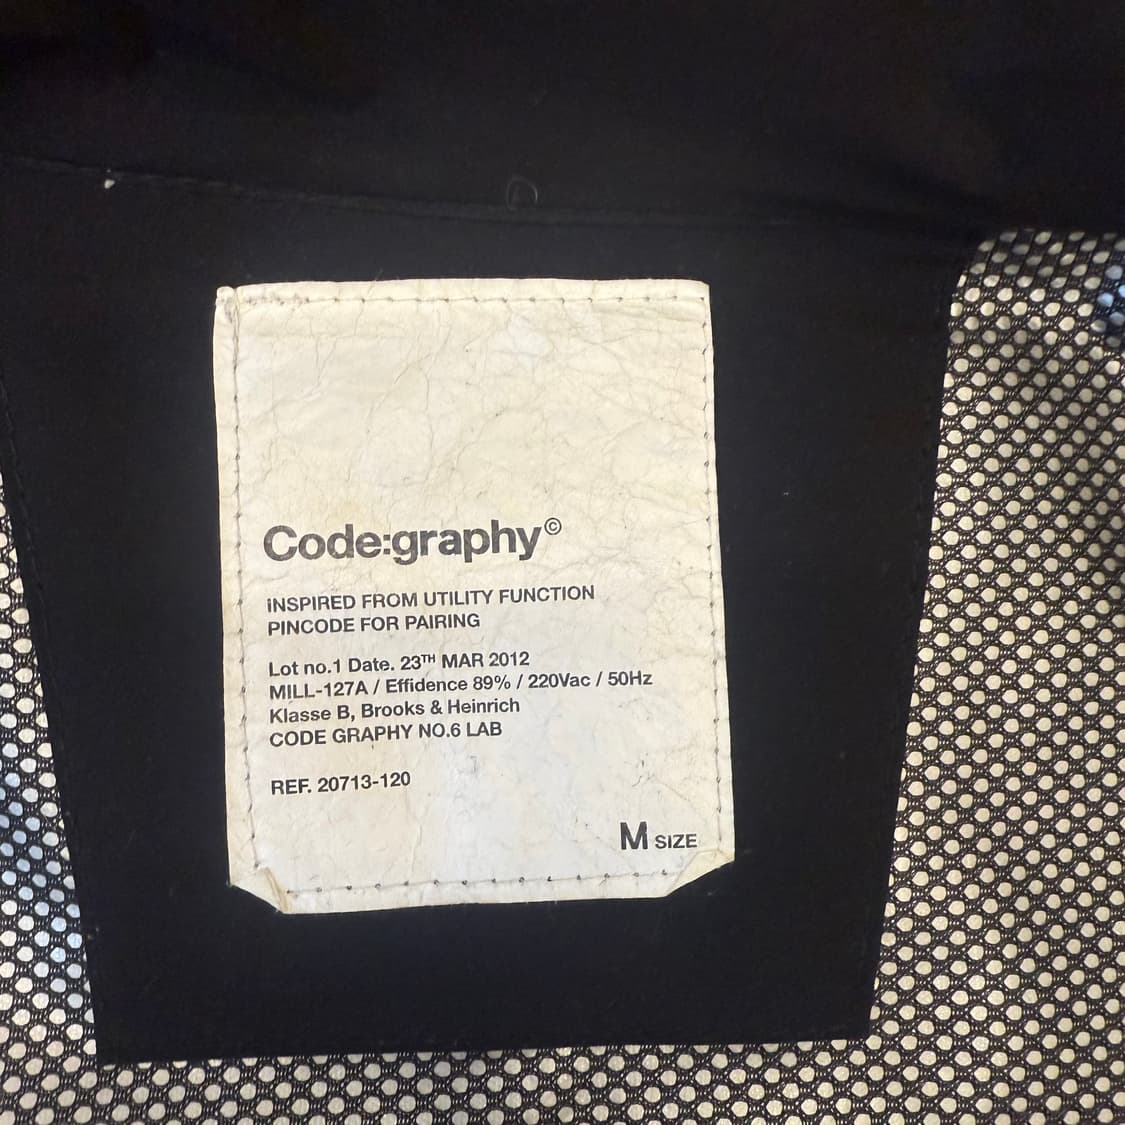 Code:graphy©
iNSPIRED FROM UTILITY FUNCTION
PINCODE FOR PAIRING
Lot no.1 Date. 23TH MAR 2012
MILL-127A / Effidence 89% / 220Vac / 50Hz
Klasse B, Brooks & Heinrich
CODE GRAPHY NO.6 LAB
REF. 20713-120
M SIZE